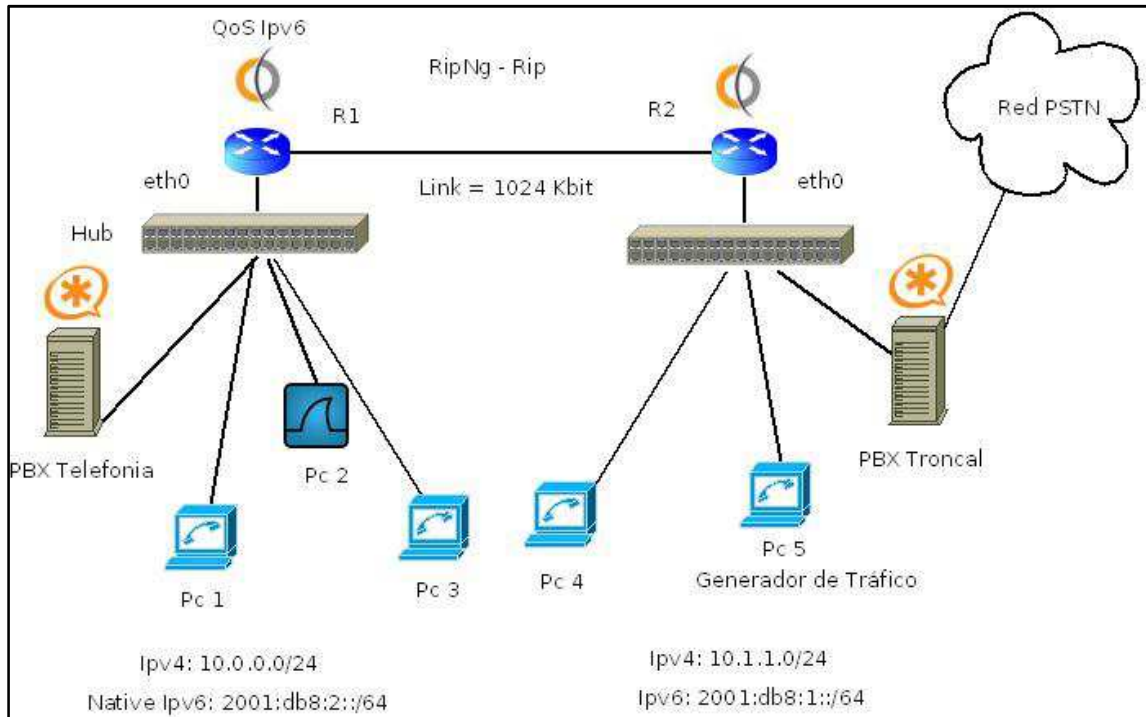 QoS Ipv6
RipNg - Rip
R1
R2
Red PSTN
eth0
Link = 1024 Kbit
eth0
Hub
PBX Telefonia
Pc 2
PBX Troncal
Pc 1
Pc 3
Pc 4
Pc 5
Generador de Tráfico
Ipv4: 10.0.0.0/24
Native Ipv6: 2001:db8:2::/64
Ipv4: 10.1.1.0/24
Ipv6: 2001:db8:1::/64